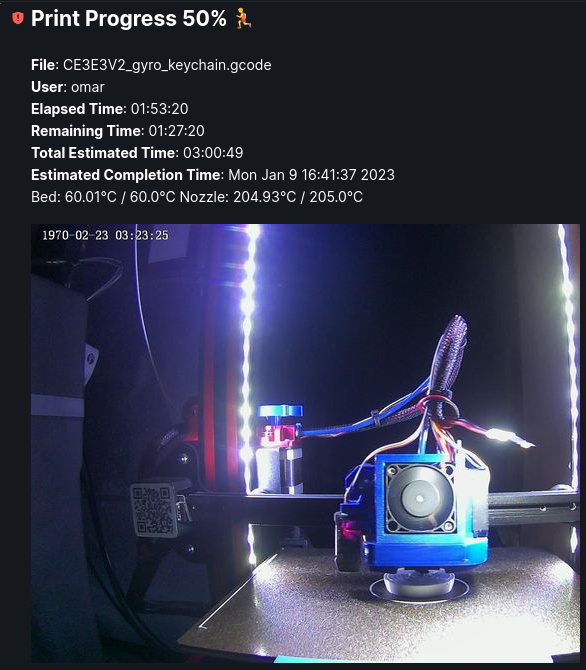 Print Progress 50% 🏃
File: CE3E3V2_gyro_keychain.gcode
User: omar
Elapsed Time: 01:53:20
Remaining Time: 01:27:20
Total Estimated Time: 03:00:49
Estimated Completion Time: Mon Jan 9 16:41:37 2023
Bed: 60.01°C / 60.0°C Nozzle: 204.93°C / 205.0°C
1970-02-23 03:23:25